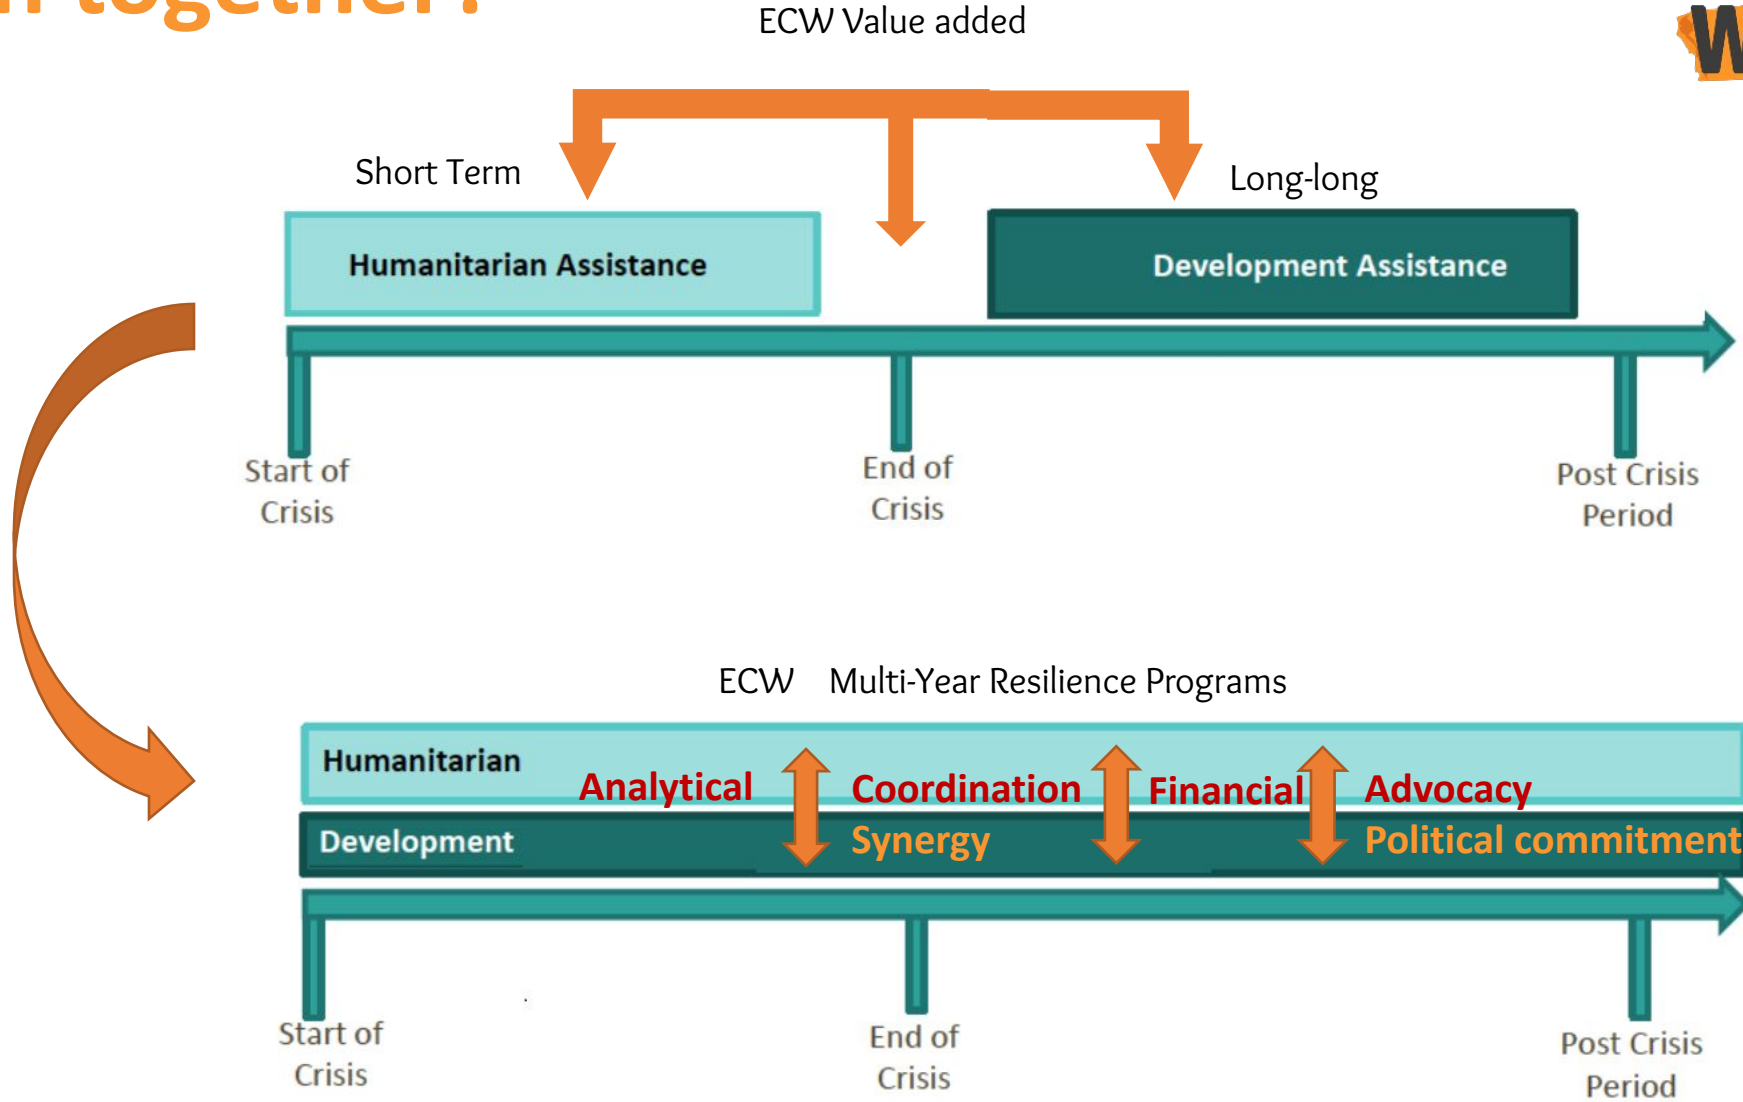 together?
ECW Value added
W
Short Term
Long-long
Humanitarian Assistance
Development Assistance
Start of
Crisis
End of
Crisis
Post Crisis
Period
ECW Multi-Year Resilience Programs
Humanitarian
Analytical
Coordination
Financial
Advocacy
Development
Synergy
Political commitment
Start of
Crisis
End of
Crisis
Post Crisis
Period